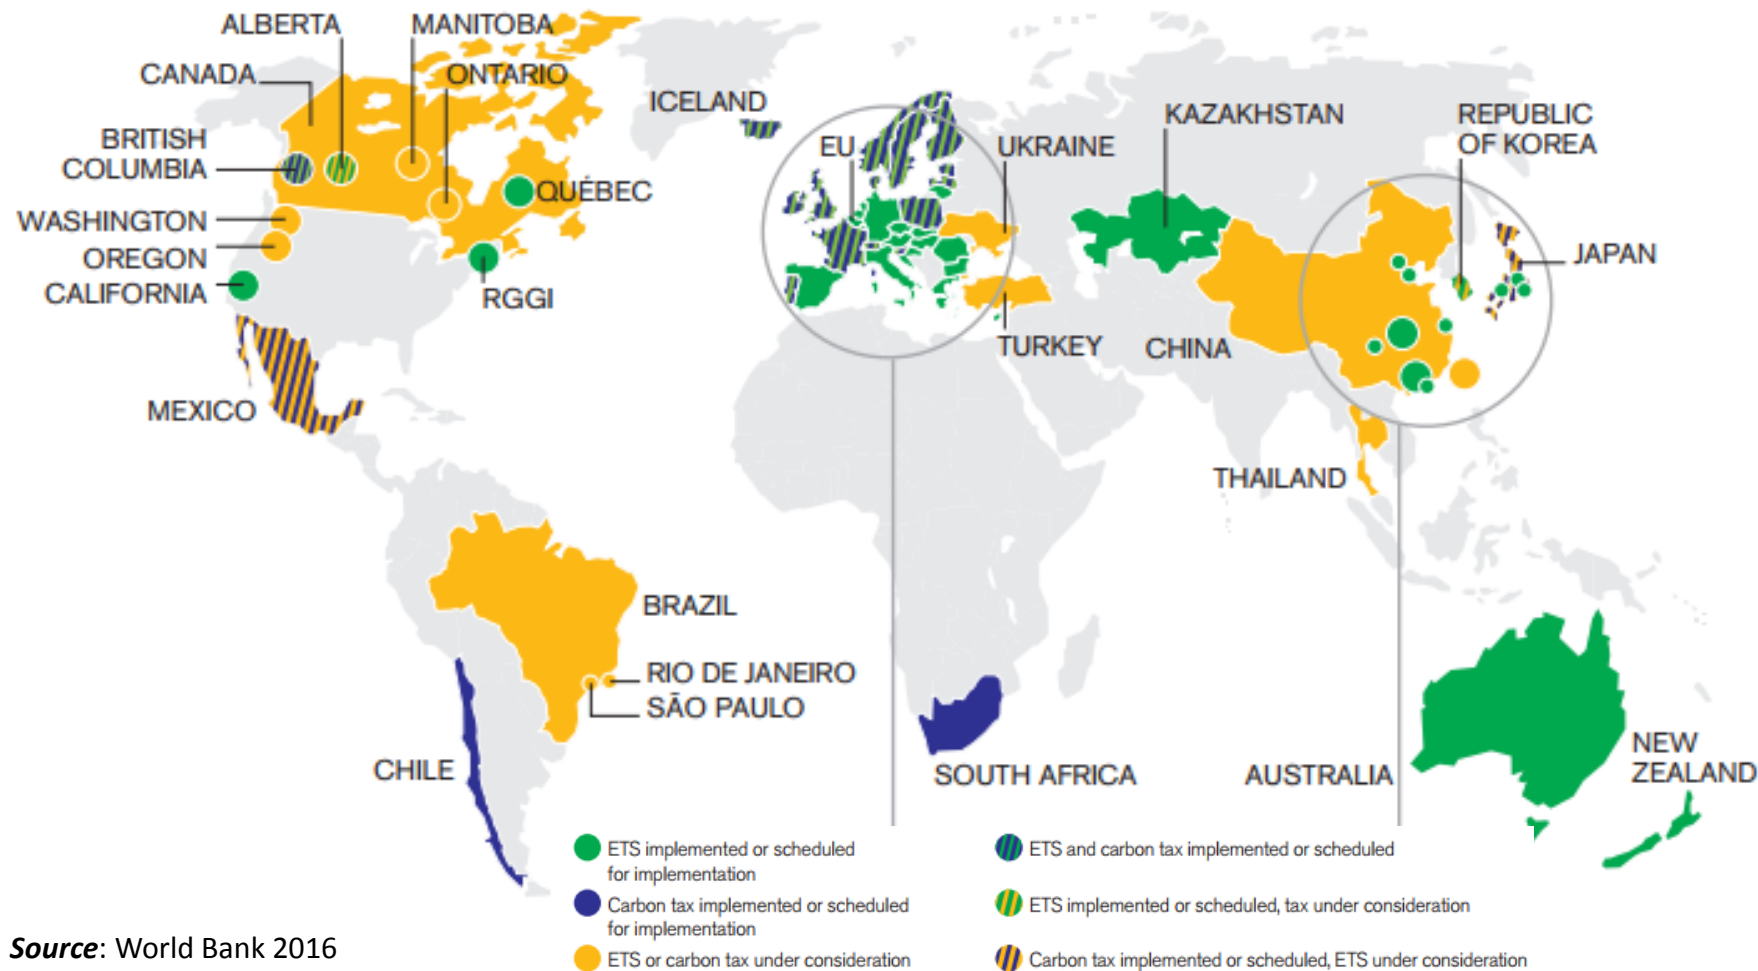 ALBERTA
MANITOBA
CANADA
ONTARIO
BRITISH
COLUMBIA
WASHINGTON
OREGON
CALIFORNIA
QUÉBEC
RGGI
MEXICO
ICELAND
EU
UKRAINE
KAZAKHSTAN
REPUBLIC
OF KOREA
JAPAN
TURKEY
CHINA
THAILAND
BRAZIL
RIO DE JANEIRO
SÃO PAULO
CHILE
SOUTH AFRICA
AUSTRALIA
NEW
ZEALAND
ETS implemented or scheduled
for implementation
Carbon tax implemented or scheduled
for implementation
ETS or carbon tax under consideration
ETS and carbon tax implemented or scheduled
ETS implemented or scheduled, tax under consideration
Carbon tax implemented or scheduled, ETS under consideration
Source: World Bank 2016